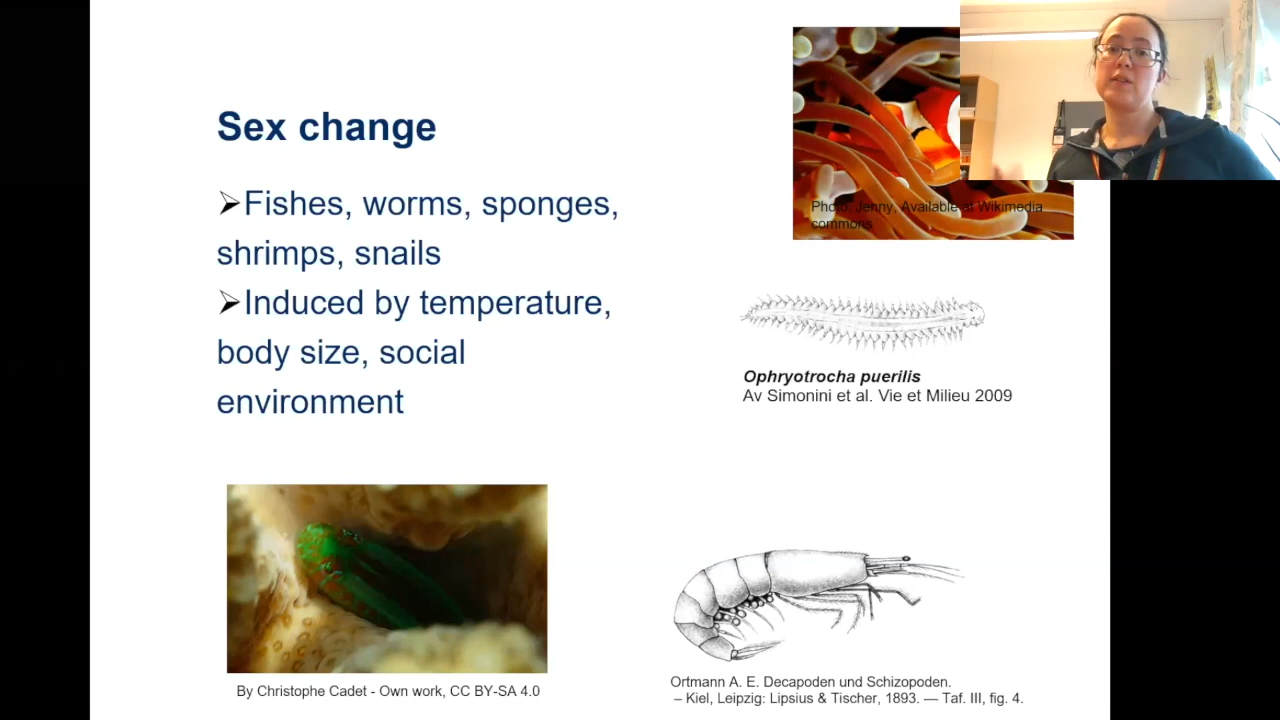 Sex change
➢Fishes, worms, sponges,
shrimps, snails
➢Induced by temperature,
body size, social
environment
Photo: Jenny, Available at Wikimedia
commons
Ophryotrocha puerilis
Av Simonini et al. Vie et Milieu 2009
By Christophe Cadet - Own work, CC BY-SA 4.0
Ortmann A. E. Decapoden und Schizopoden.
– Kiel, Leipzig: Lipsius & Tischer, 1893. — Taf. III, fig. 4.